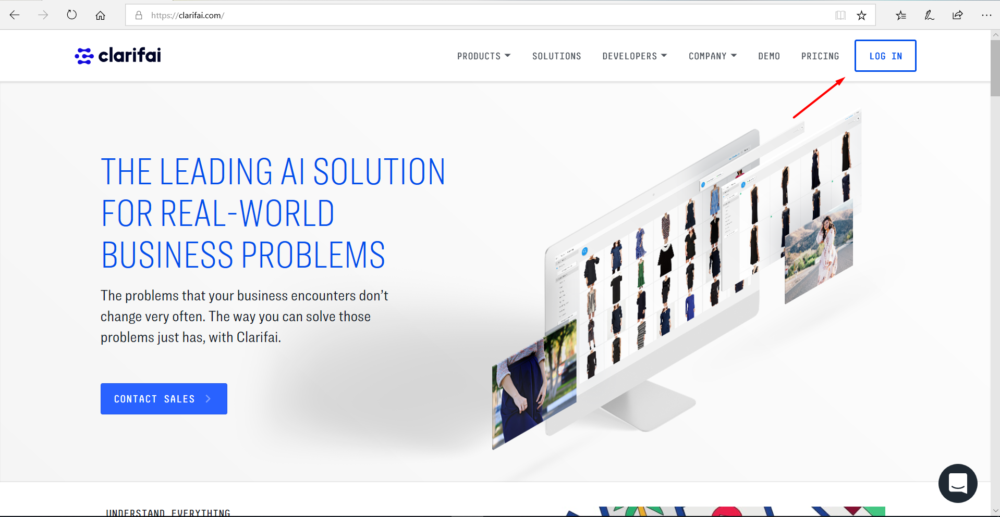 https://clarifai.com/
clarifai
PRODUCTS
SOLUTIONS
DEVELOPERS
COMPANY
DEMO
PRICING
LOG IN
THE LEADING AI SOLUTION
FOR REAL-WORLD
BUSINESS PROBLEMS
The problems that your business encounters don’t
change very often. The way you can solve those
problems just has, with Clarifai.
CONTACT SALES
UNDERSTAND EVERYTHING